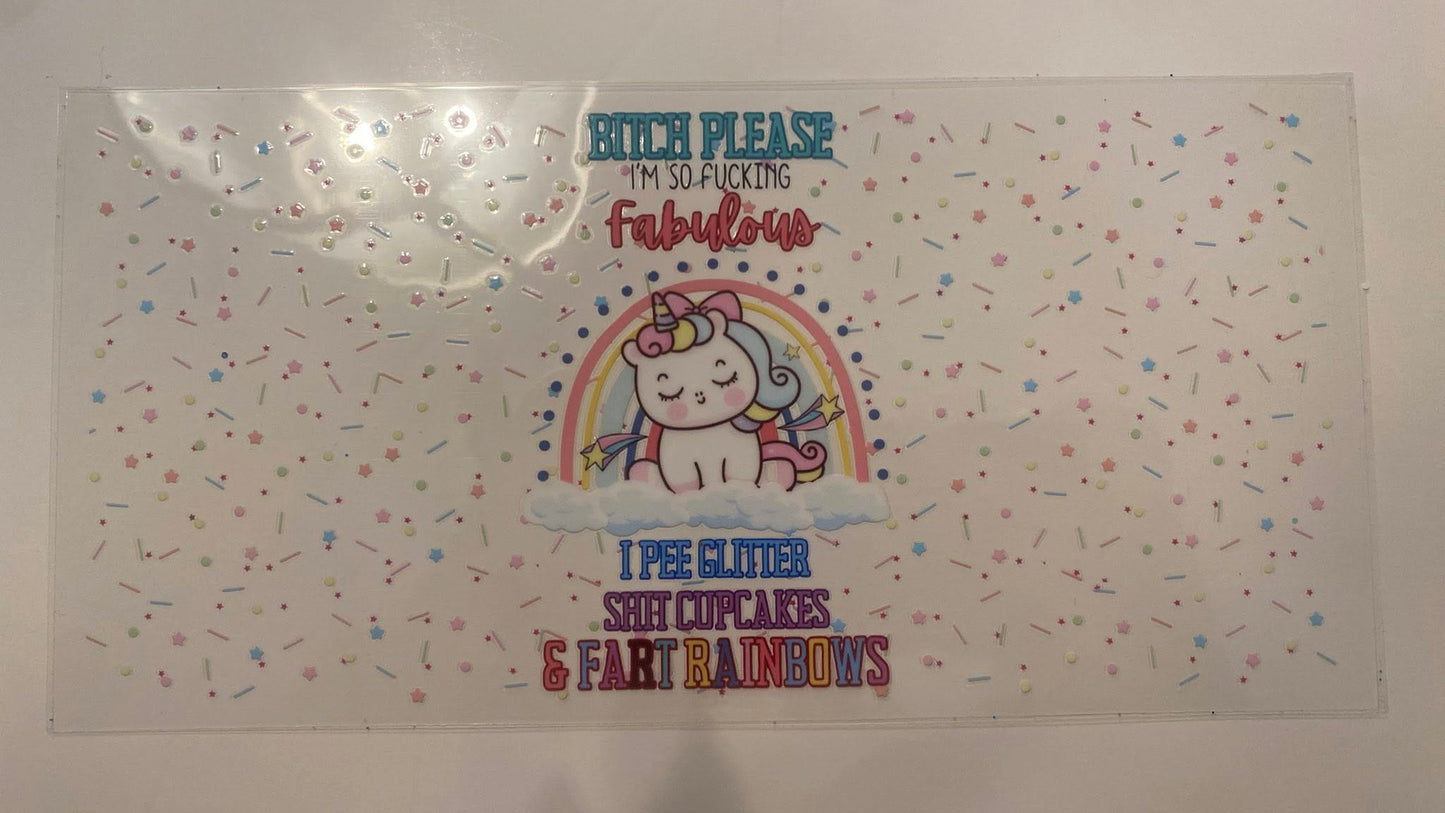 BITCH PLEASE
I'M SO FUCKING
fabulous
I PEE GLITTER
SHIT CUPCAKES
& FART RAINBOWS